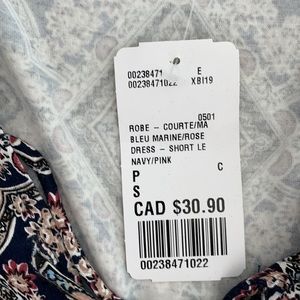 00238471 E
00238471022 XBI19
0501
ROBE - COURTE/MA
BLEU MARINE/ROSE
DRESS - SHORT LE
NAVY/PINK
P C
S
CAD $30.90
00238471022